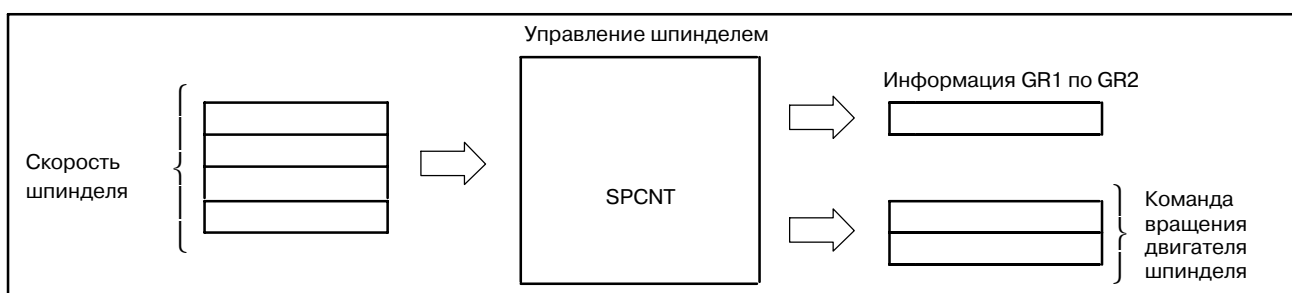 Управление шпинделем
Информация GR1 по GR2
Скорость
шпинделя
SPCNT
Команда
вращения
двигателя
шпинделя